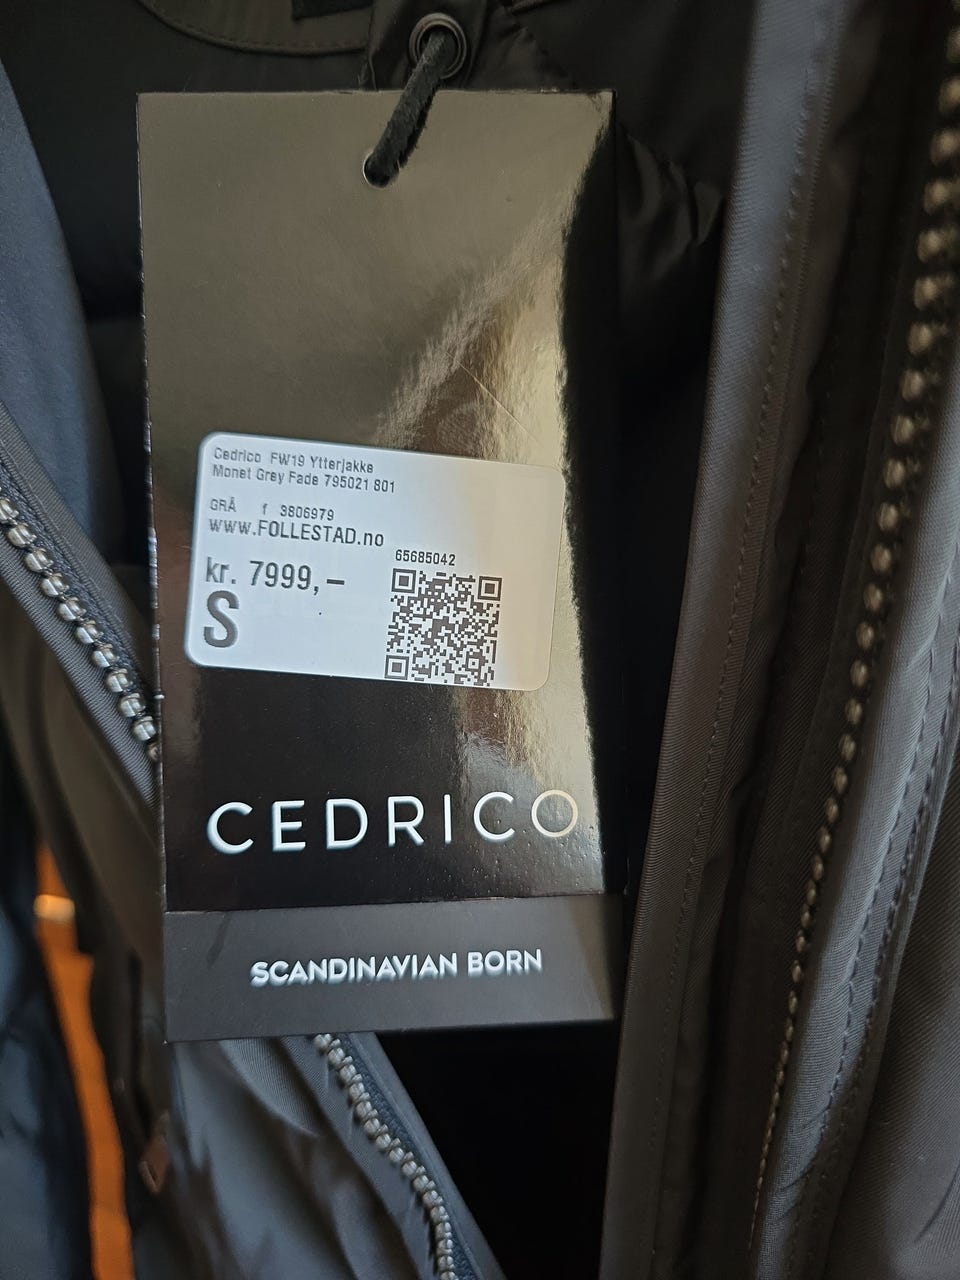 Cedrico FW19 Ytterjakke
Monet Grey Fade 795021 801
GRÅ f 3806979
www.FOLLESTAD.no
65685042
kr. 7999,–
S
CEDRICO
SCANDINAVIAN BORN